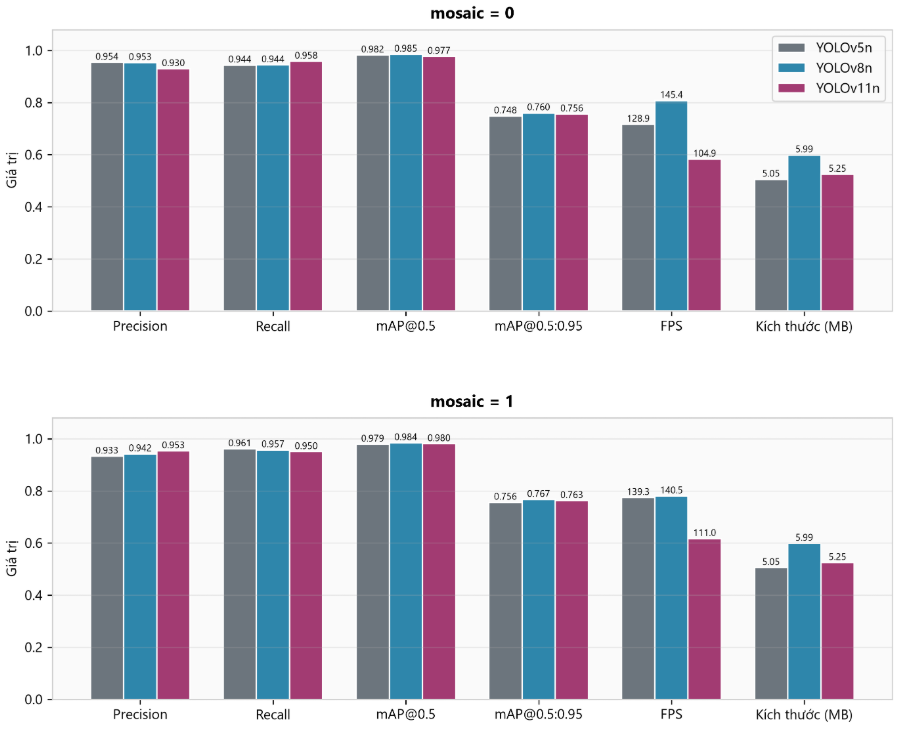 mosaic = 0
YOLOv5n
YOLOv8n
YOLOv11n
Giá trị
1.0
0.8
0.6
0.4
0.2
0.0
0.954 0.953 0.930
0.944 0.944 0.958
0.982 0.985 0.977
0.748 0.760 0.756
128.9 145.4 104.9
5.05 5.99 5.25
Precision Recall mAP@0.5 mAP@0.5:0.95 FPS Kích thước (MB)
mosaic = 1
Giá trị
1.0
0.8
0.6
0.4
0.2
0.0
0.933 0.942 0.953
0.961 0.957 0.950
0.979 0.984 0.980
0.756 0.767 0.763
139.3 140.5 111.0
5.05 5.99 5.25
Precision Recall mAP@0.5 mAP@0.5:0.95 FPS Kích thước (MB)